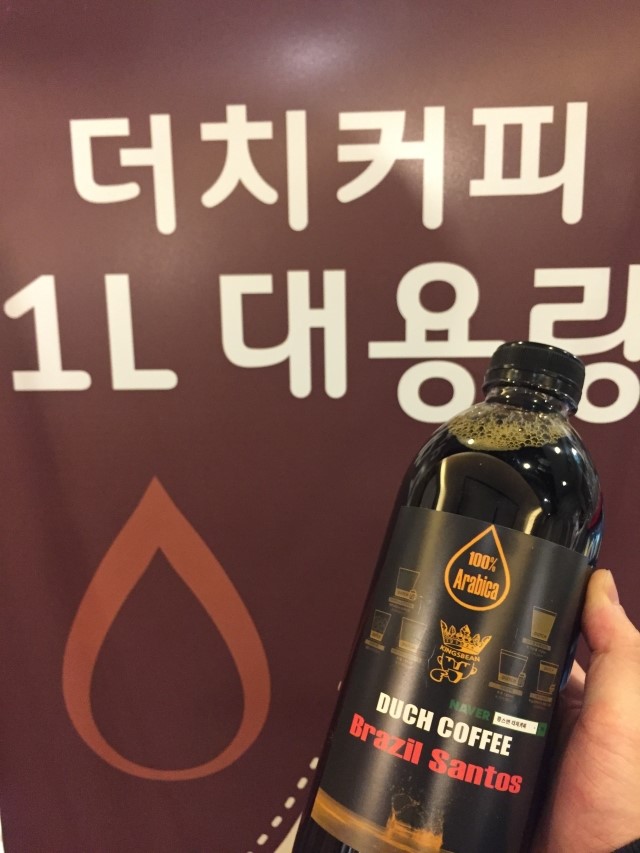 더치커피
1L 대용량
100%
Arabica
KINGSBEAN
NAVER
DUCH COFFEE
Brazil Santos